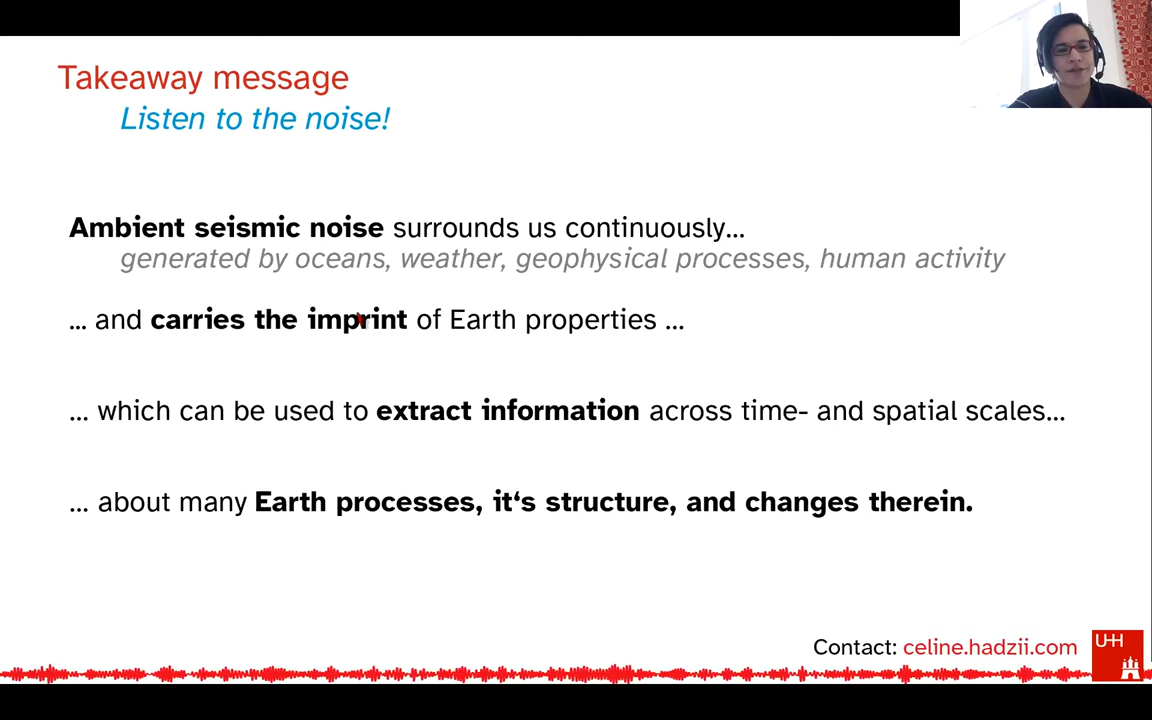 Takeaway message
Listen to the noise!
Ambient seismic noise surrounds us continuously...
generated by oceans, weather, geophysical processes, human activity
... and carries the imprint of Earth properties ...
... which can be used to extract information across time- and spatial scales...
... about many Earth processes, it‘s structure, and changes therein.
Contact: celine.hadzii.com
UHH